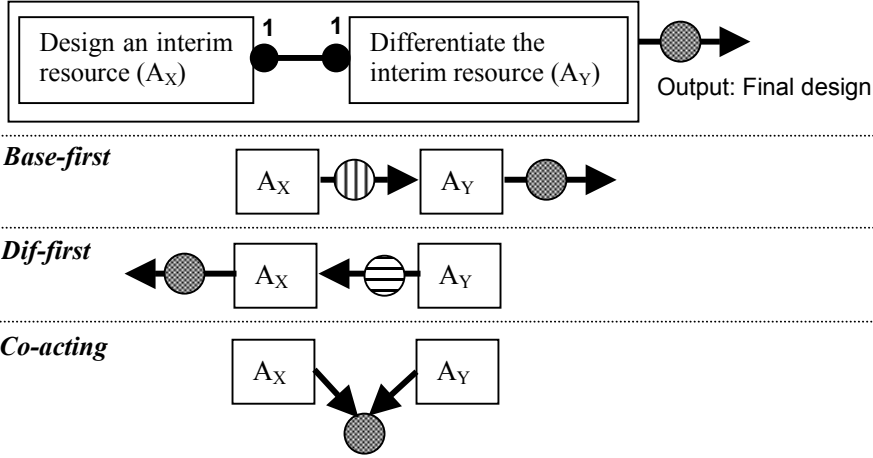 1 1
Design an interim
resource (AX)
Differentiate the
interim resource (AY)
Output: Final design
Base-first
AX AY
Dif-first
AX AY
Co-acting
AX AY